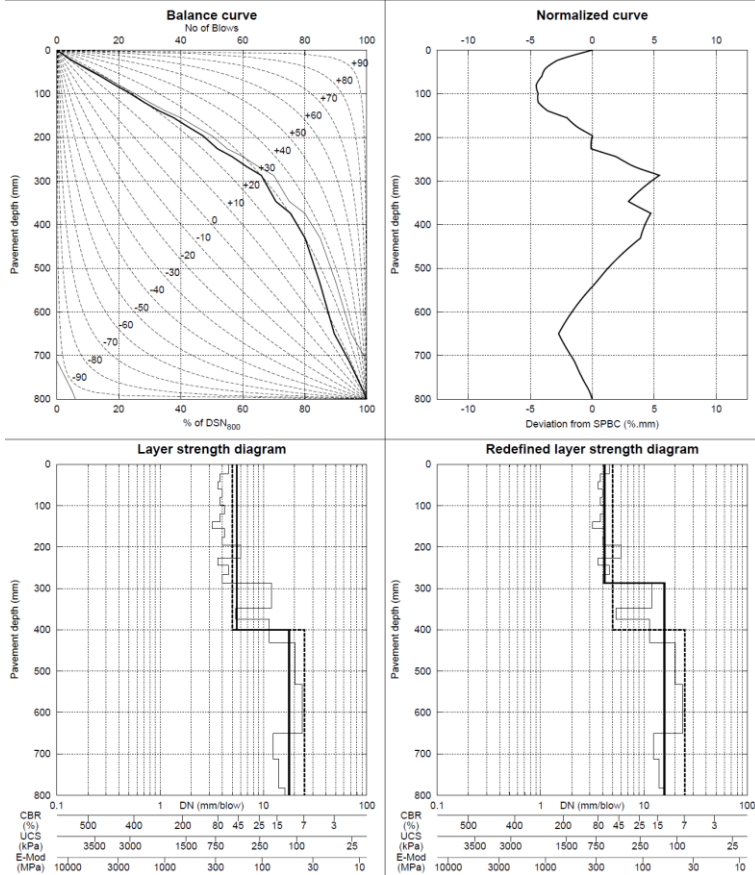 Balance curve
No of Blows
0 20 40 60 80 100
0
100
200
300
400
500
600
700
800
Pavement depth (mm)
+90
+80
+70
+60
+50
+40
+30
+20
+10
0
-10
-20
-30
-40
-50
-60
-70
-80
-90
0 20 40 60 80 100
% of DSN800
Normalized curve
-10 -5 0 5 10
0
100
200
300
400
500
600
700
800
Pavement depth (mm)
-10 -5 0 5 10
Deviation from SPBC (%.mm)
Layer strength diagram
0
100
200
300
400
500
600
700
800
Pavement depth (mm)
0.1 1 10 100
DN (mm/blow)
CBR (%) 500 400 200 80 45 25 15 7 3
UCS (kPa) 3500 3000 1500 750 250 100 25
E-Mod (MPa) 10000 3000 1000 300 100 30 10
Redefined layer strength diagram
0
100
200
300
400
500
600
700
800
Pavement depth (mm)
0.1 1 10 100
DN (mm/blow)
CBR (%) 500 400 200 80 45 25 15 7 3
UCS (kPa) 3500 3000 1500 750 250 100 25
E-Mod (MPa) 10000 3000 1000 300 100 30 10